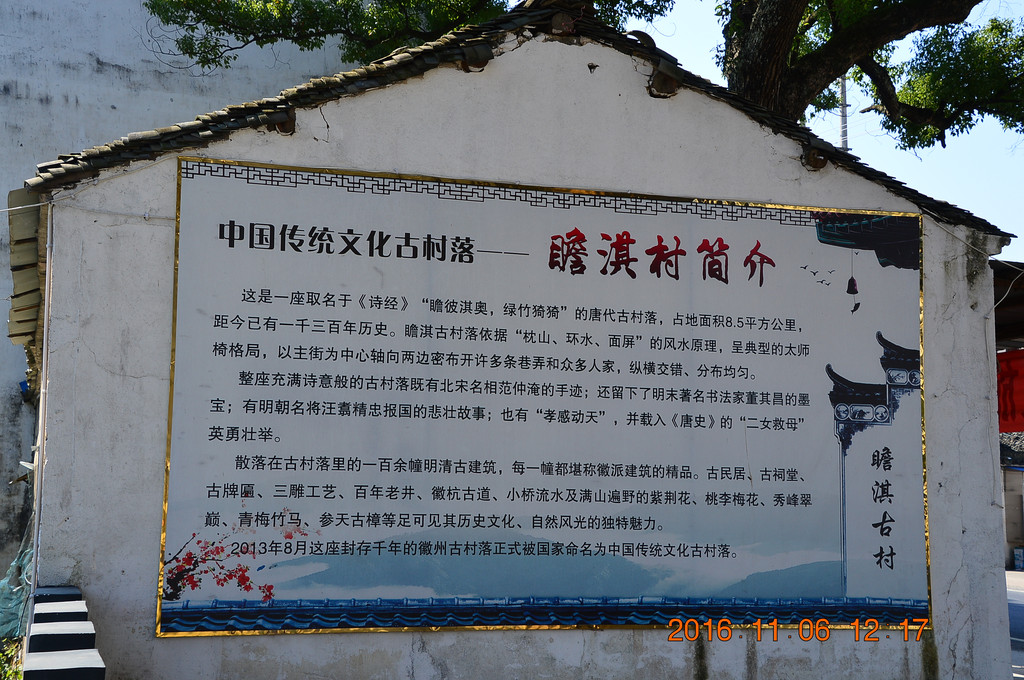 中国传统文化古村落——瞻淇村简介
这是一座取名于《诗经》“瞻彼淇奥，绿竹猗猗”的唐代古村落，占地面积8.5平方公里，
距今已有一千三百年历史。瞻淇古村落依据“枕山、环水、面屏”的风水原理，呈典型的太师
椅格局，以主街为中心轴向两边密布开许多条巷弄和众多人家，纵横交错、分布均匀。
整座充满诗意般的古村落既有北宋名相范仲淹的手迹；还留下了明末著名书法家董其昌的墨
宝；有明朝名将汪翥精忠报国的悲壮故事；也有“孝感动天”，并载入《唐史》的“二女救母”
英勇壮举。
散落在古村落里的一百余幢明清古建筑，每一幢都堪称徽派建筑的精品。古民居、古祠堂、
古牌匾、三雕工艺、百年老井、徽杭古道、小桥流水及满山遍野的紫荆花、桃李梅花、秀峰翠
巅、青梅竹马、参天古樟等足可见其历史文化、自然风光的独特魅力。
2013年8月这座封存千年的徽州古村落正式被国家命名为中国传统文化古村落。
瞻淇古村
2016 11 06 12 17